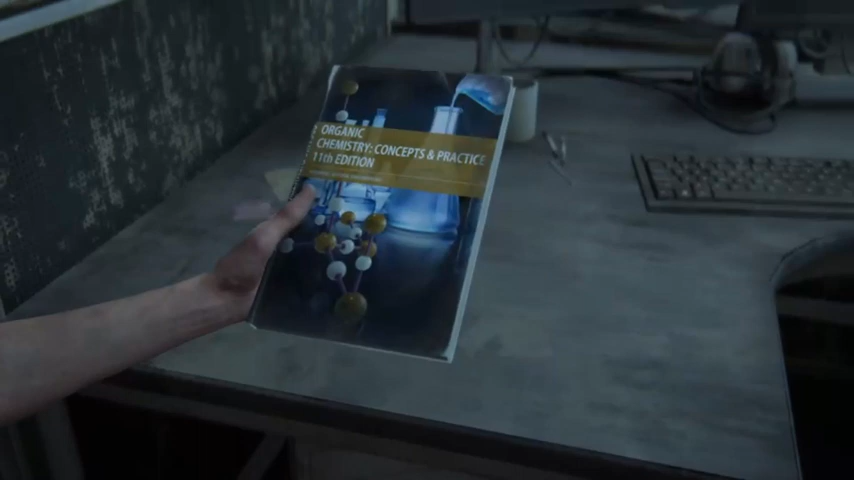 ORGANIC
CHEMISTRY: CONCEPTS & PRACTICE
11th EDITION